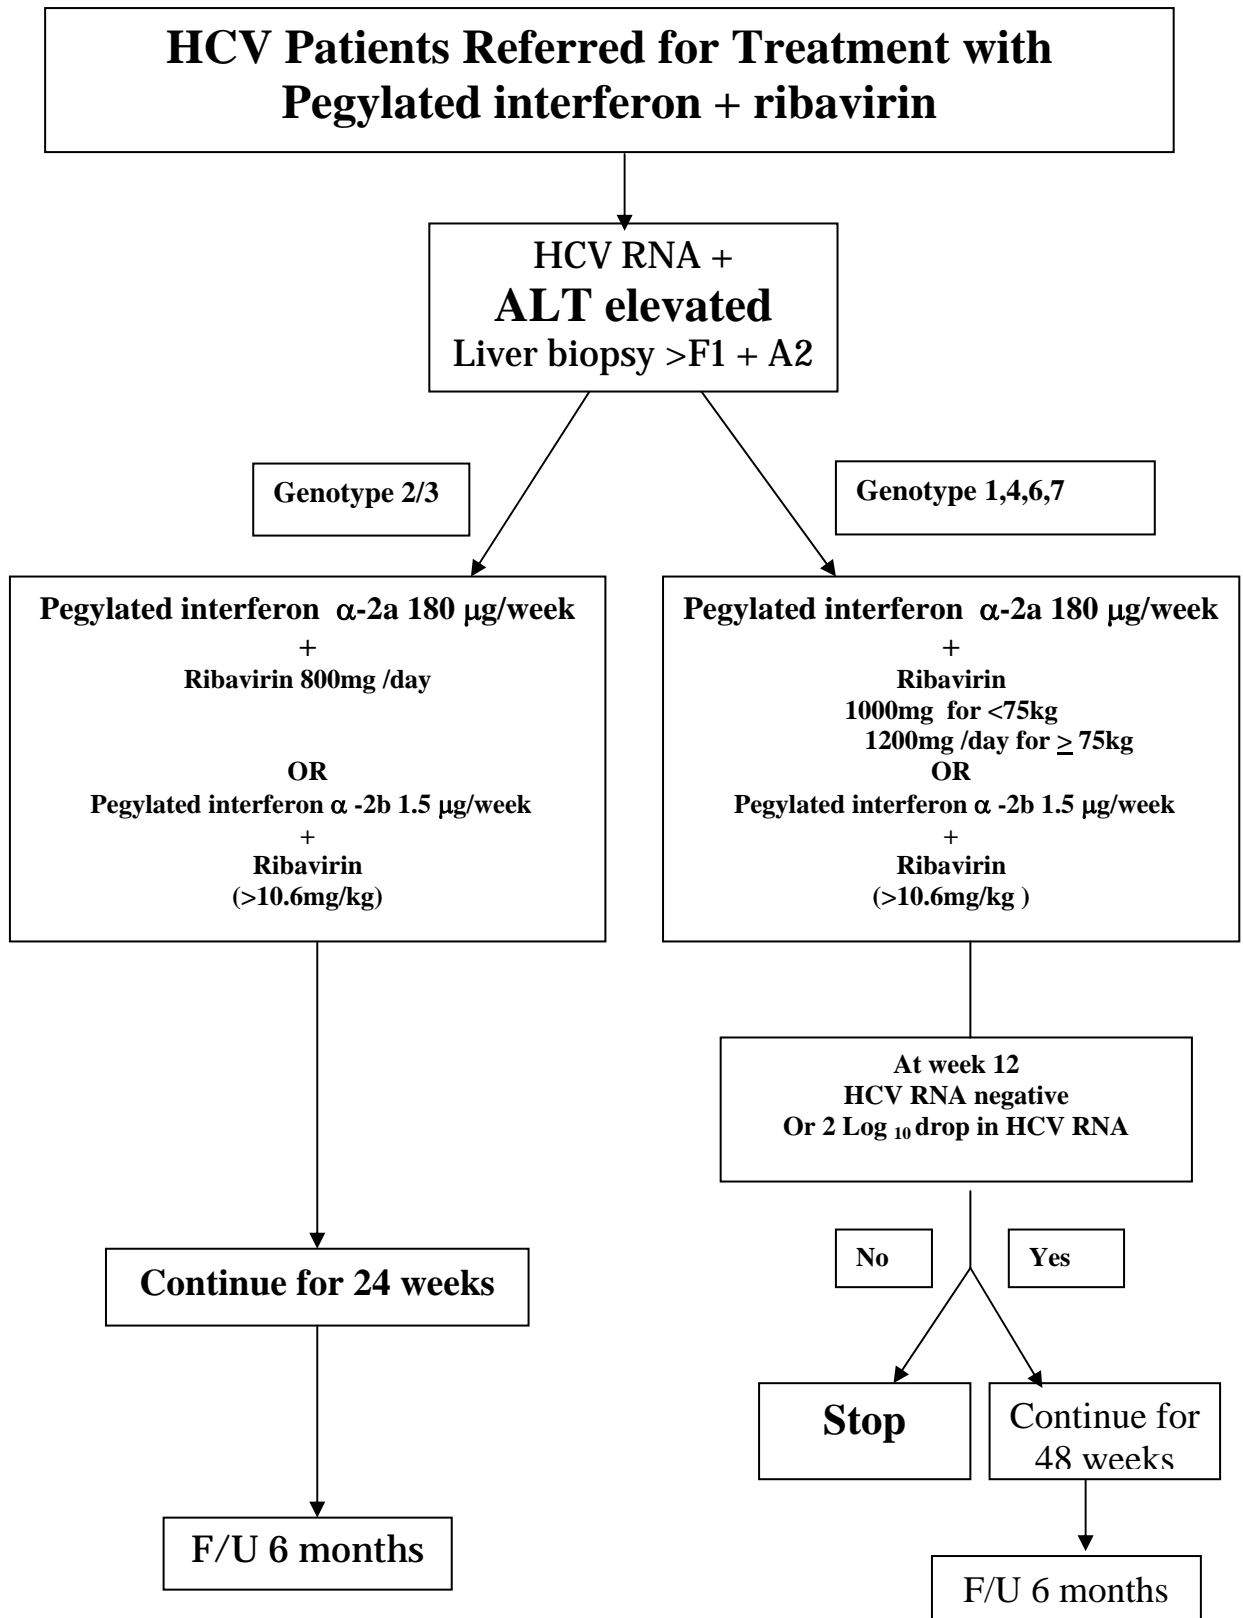 HCV Patients Referred for Treatment with
Pegylated interferon + ribavirin
HCV RNA +
ALT elevated
Liver biopsy >F1 + A2
Genotype 2/3
Genotype 1,4,6,7
Pegylated interferon α-2a 180 μg/week
+
Ribavirin 800mg /day
OR
Pegylated interferon α -2b 1.5 μg/week
+
Ribavirin
(>10.6mg/kg)
Pegylated interferon α-2a 180 μg/week
+
Ribavirin
1000mg for <75kg
1200mg /day for ≥ 75kg
OR
Pegylated interferon α -2b 1.5 μg/week
+
Ribavirin
(>10.6mg/kg )
At week 12
HCV RNA negative
Or 2 Log 10 drop in HCV RNA
No
Yes
Continue for 24 weeks
Stop
Continue for
48 weeks
F/U 6 months
F/U 6 months